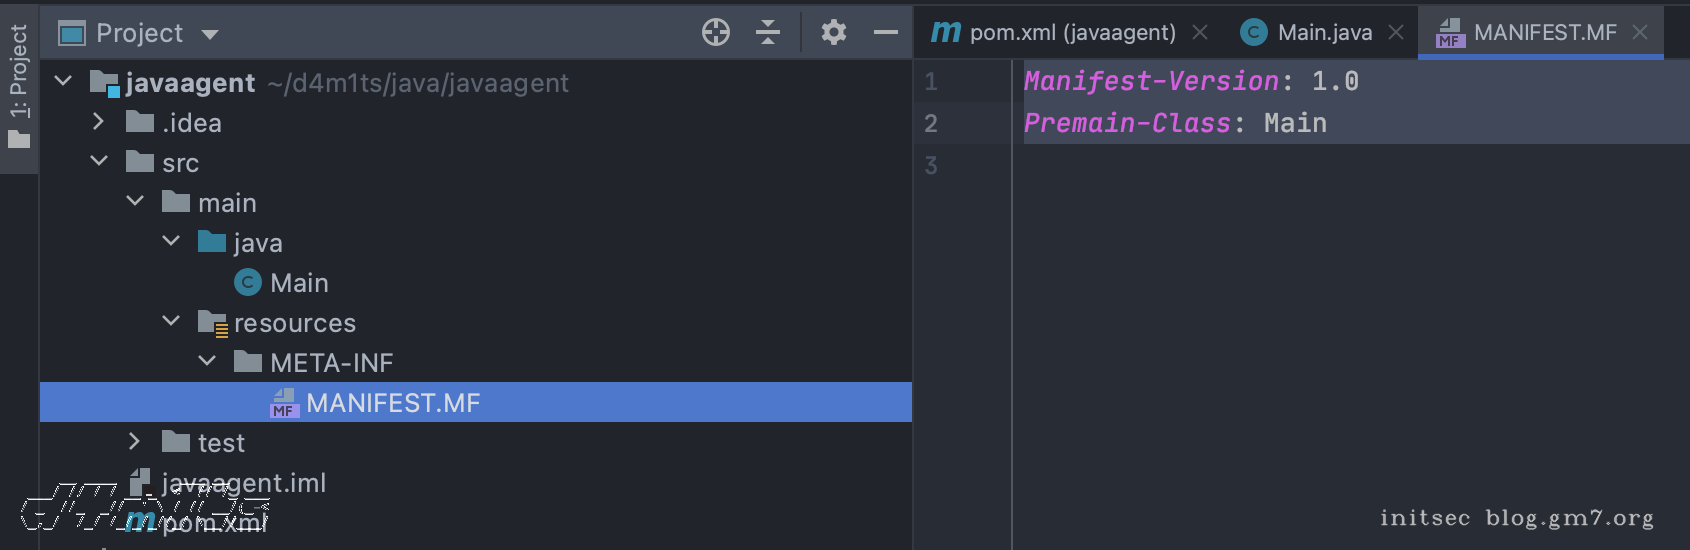 1: Project
Project
javaagent ~/d4m1ts/java/javaagent
.idea
src
main
java
C Main
resources
META-INF
MF MANIFEST.MF
test
javaagent.iml
m pom.xml
m pom.xml (javaagent)
C Main.java
MF MANIFEST.MF
1 Manifest-Version: 1.0
2 Premain-Class: Main
3
initsec blog.gm7.org